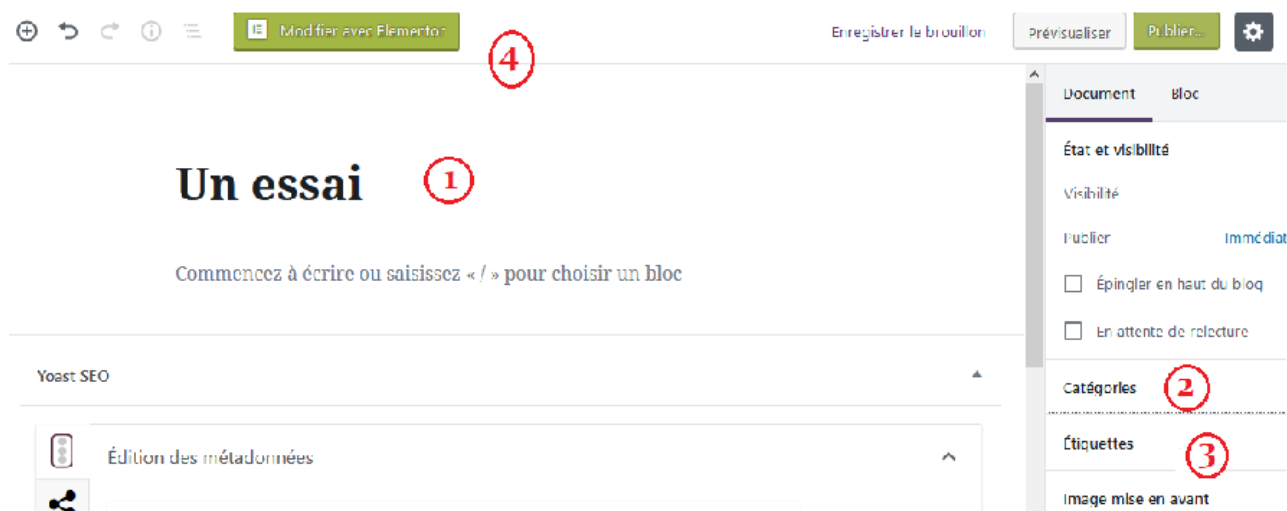 Modifier avec Elementor
4
Enregistrer le brouillon
Prévisualiser
Publier...
Document Bloc
État et visibilité
Un essai 1
Visibilité
Publier Immédiat
Commencez à écrire ou saisissez « / » pour choisir un bloc
Épingler en haut du blog
En attente de relecture
Yoast SEO
Catégories 2
Étiquettes 3
Édition des métadonnées
Image mise en avant